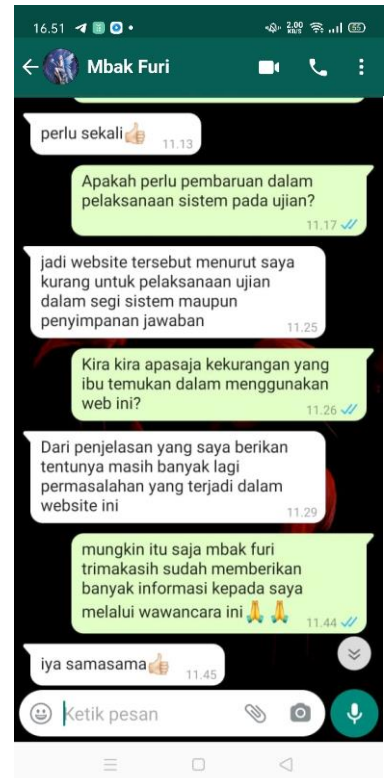 16.51
2.00
KB/S
55
Mbak Furi
perlu sekali👍🏻
11.13
Apakah perlu pembaruan dalam
pelaksanaan sistem pada ujian?
11.17
jadi website tersebut menurut saya
kurang untuk pelaksanaan ujian
dalam segi sistem maupun
penyimpanan jawaban
11.25
Kira kira apasaja kekurangan yang
ibu temukan dalam menggunakan
web ini?
11.26
Dari penjelasan yang saya berikan
tentunya masih banyak lagi
permasalahan yang terjadi dalam
website ini
11.29
mungkin itu saja mbak furi
trimakasih sudah memberikan
banyak informasi kepada saya
melalui wawancara ini🙏 🙏
11.44
iya samasama👍🏻
11.45
Ketik pesan